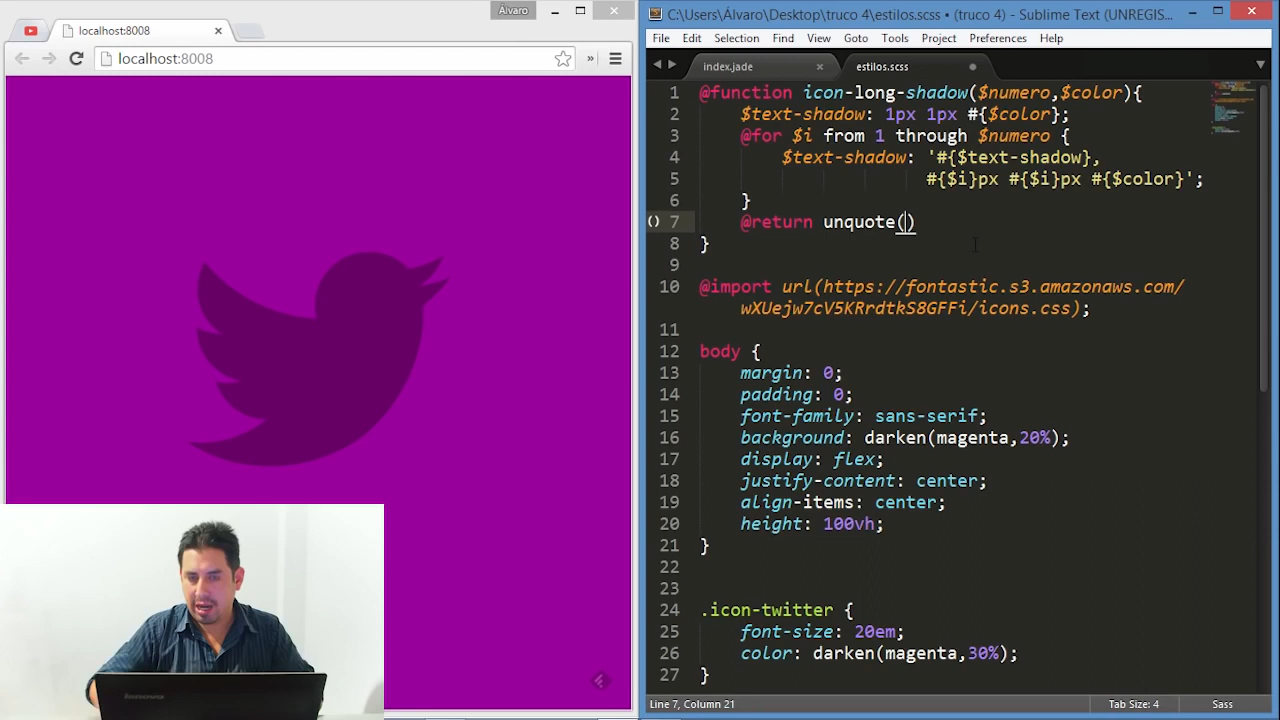 Álvaro
localhost:8008
localhost:8008
»
C:\Users\Álvaro\Desktop\truco 4\estilos.scss • (truco 4) - Sublime Text (UNREGIS...
File Edit Selection Find View Goto Tools Project Preferences Help
index.jade × estilos.scss
1 @function icon-long-shadow($numero,$color){
2 $text-shadow: 1px 1px #{$color};
3 @for $i from 1 through $numero {
4 $text-shadow: '#{$text-shadow},
5 #{$i}px #{$i}px #{$color}';
6 }
() 7 @return unquote()
8 }
9
10 @import url(https://fontastic.s3.amazonaws.com/
wXUejw7cV5KRrdtkS8GFFi/icons.css);
11
12 body {
13 margin: 0;
14 padding: 0;
15 font-family: sans-serif;
16 background: darken(magenta,20%);
17 display: flex;
18 justify-content: center;
19 align-items: center;
20 height: 100vh;
21 }
22
23
24 .icon-twitter {
25 font-size: 20em;
26 color: darken(magenta,30%);
27 }
Line 7, Column 21 Tab Size: 4 Sass